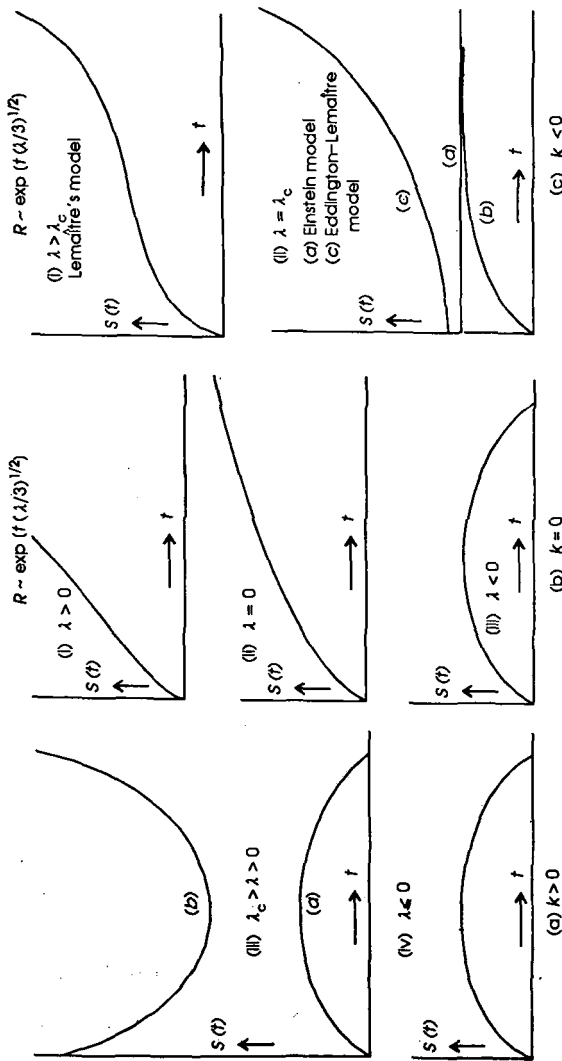 R ~ exp (t (λ/3)^1/2)
(i) λ > λ_c
Lemaître's model
S(t)
t
(ii) λ = λ_c
(a) Einstein model
(c) Eddington–Lemaître
model
S(t)
(c)
(a)
(b)
t
(c) k < 0
R ~ exp (t (λ/3)^1/2)
(i) λ > 0
S(t)
t
(ii) λ = 0
S(t)
t
(iii) λ < 0
S(t)
t
(b) k = 0
(b)
(iii) λ_c > λ > 0
S(t)
(a)
t
(iv) λ ≤ 0
S(t)
(a) k > 0